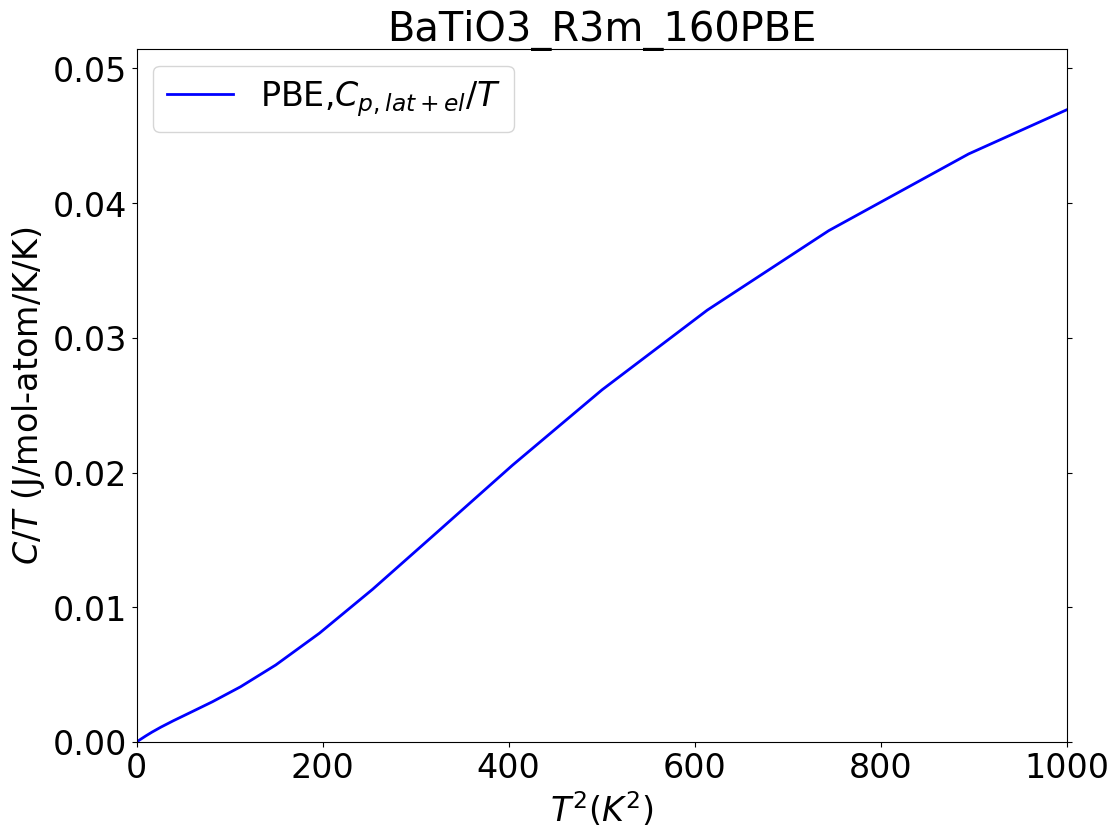 BaTiO3_R3m_160PBE
PBE,$C_{p,lat+el}/T$
0.05
0.04
0.03
0.02
0.01
0.00
C/T (J/mol-atom/K/K)
0 200 400 600 800 1000
$T^2(K^2)$